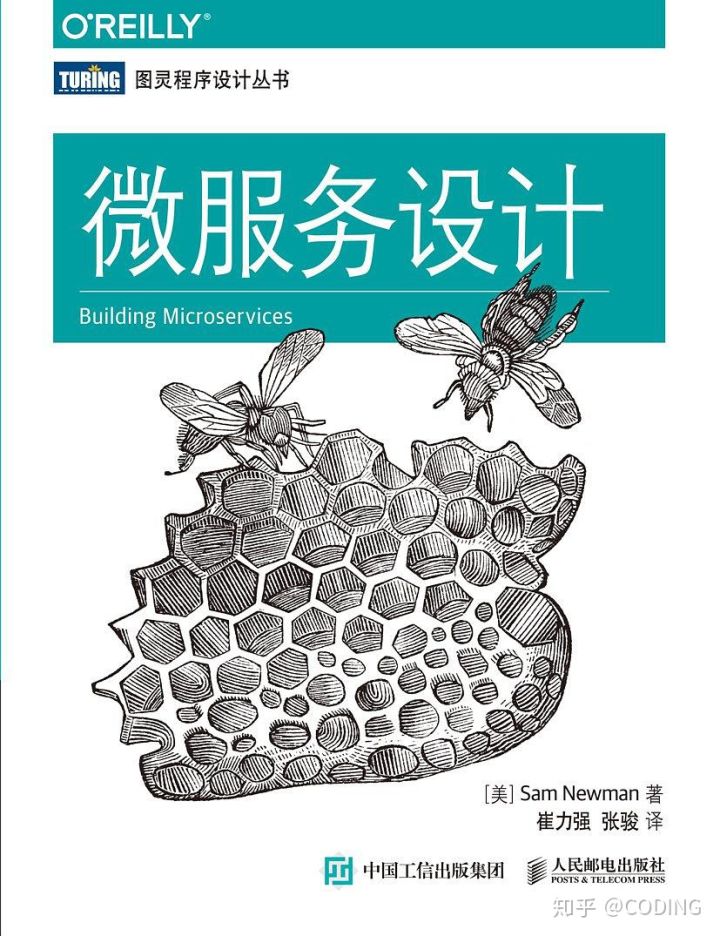 O'REILLY®
TURING 图灵程序设计丛书
微服务设计
Building Microservices
[美] Sam Newman 著
崔力强 张骏 译
中国工信出版集团 人民邮电出版社
POSTS & TELECOM PRESS
知乎 @CODING